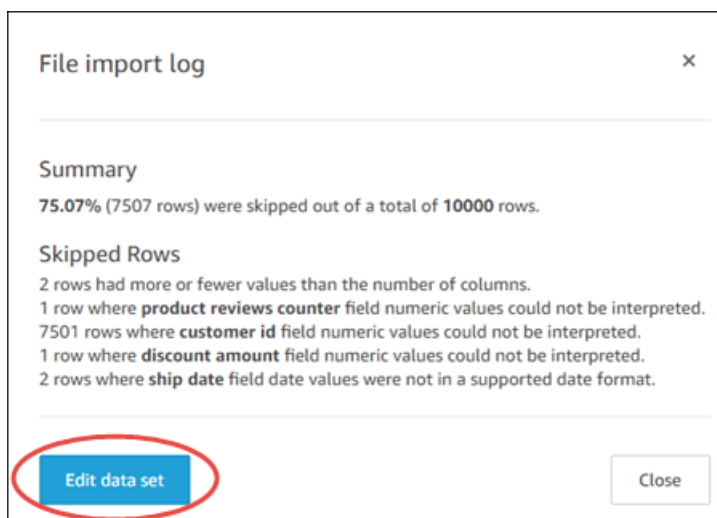 File import log
×
Summary
75.07% (7507 rows) were skipped out of a total of 10000 rows.
Skipped Rows
2 rows had more or fewer values than the number of columns.
1 row where product reviews counter field numeric values could not be interpreted.
7501 rows where customer id field numeric values could not be interpreted.
1 row where discount amount field numeric values could not be interpreted.
2 rows where ship date field date values were not in a supported date format.
Edit data set
Close